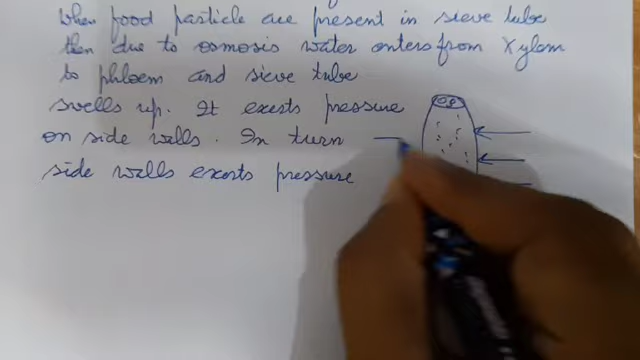 When food particle are present in sieve tube
then due to osmosis water enters from Xylem
to phloem and sieve tube
swells up. It exerts pressure
on side walls. In turn
side walls exerts pressure